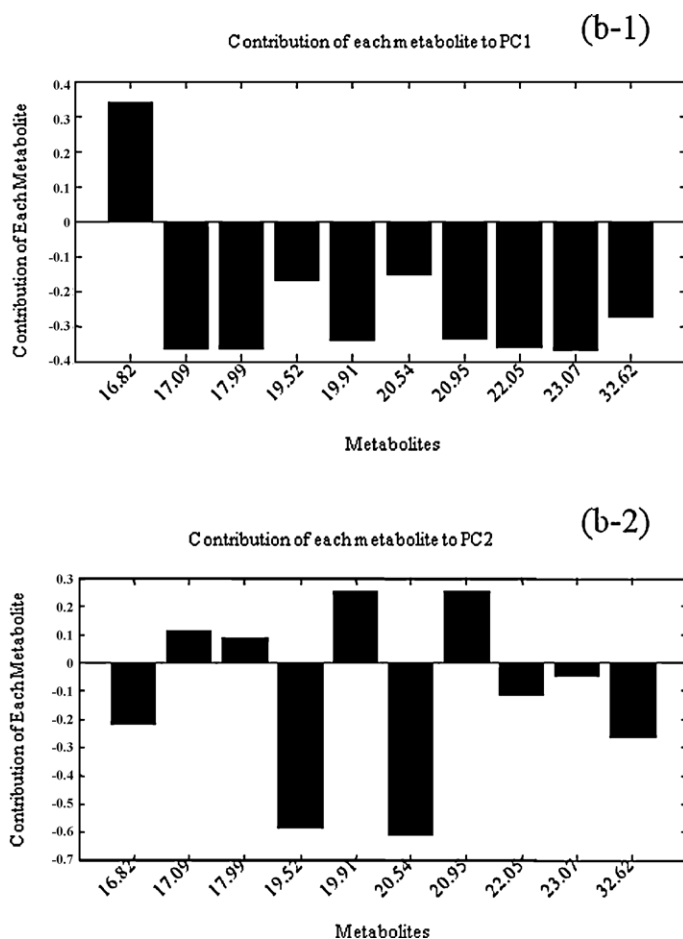 (b-1)
Contribution of each metabolite to PC1
Contribution of Each Metabolite
0.4
0.3
0.2
0.1
0
-0.1
-0.2
-0.3
-0.4
16.82 17.09 17.99 19.52 19.91 20.54 20.95 22.05 23.07 32.62
Metabolites
(b-2)
Contribution of each metabolite to PC2
Contribution of Each Metabolite
0.3
0.2
0.1
0
-0.1
-0.2
-0.3
-0.4
-0.5
-0.6
-0.7
16.82 17.09 17.99 19.52 19.91 20.54 20.95 22.05 23.07 32.62
Metabolites